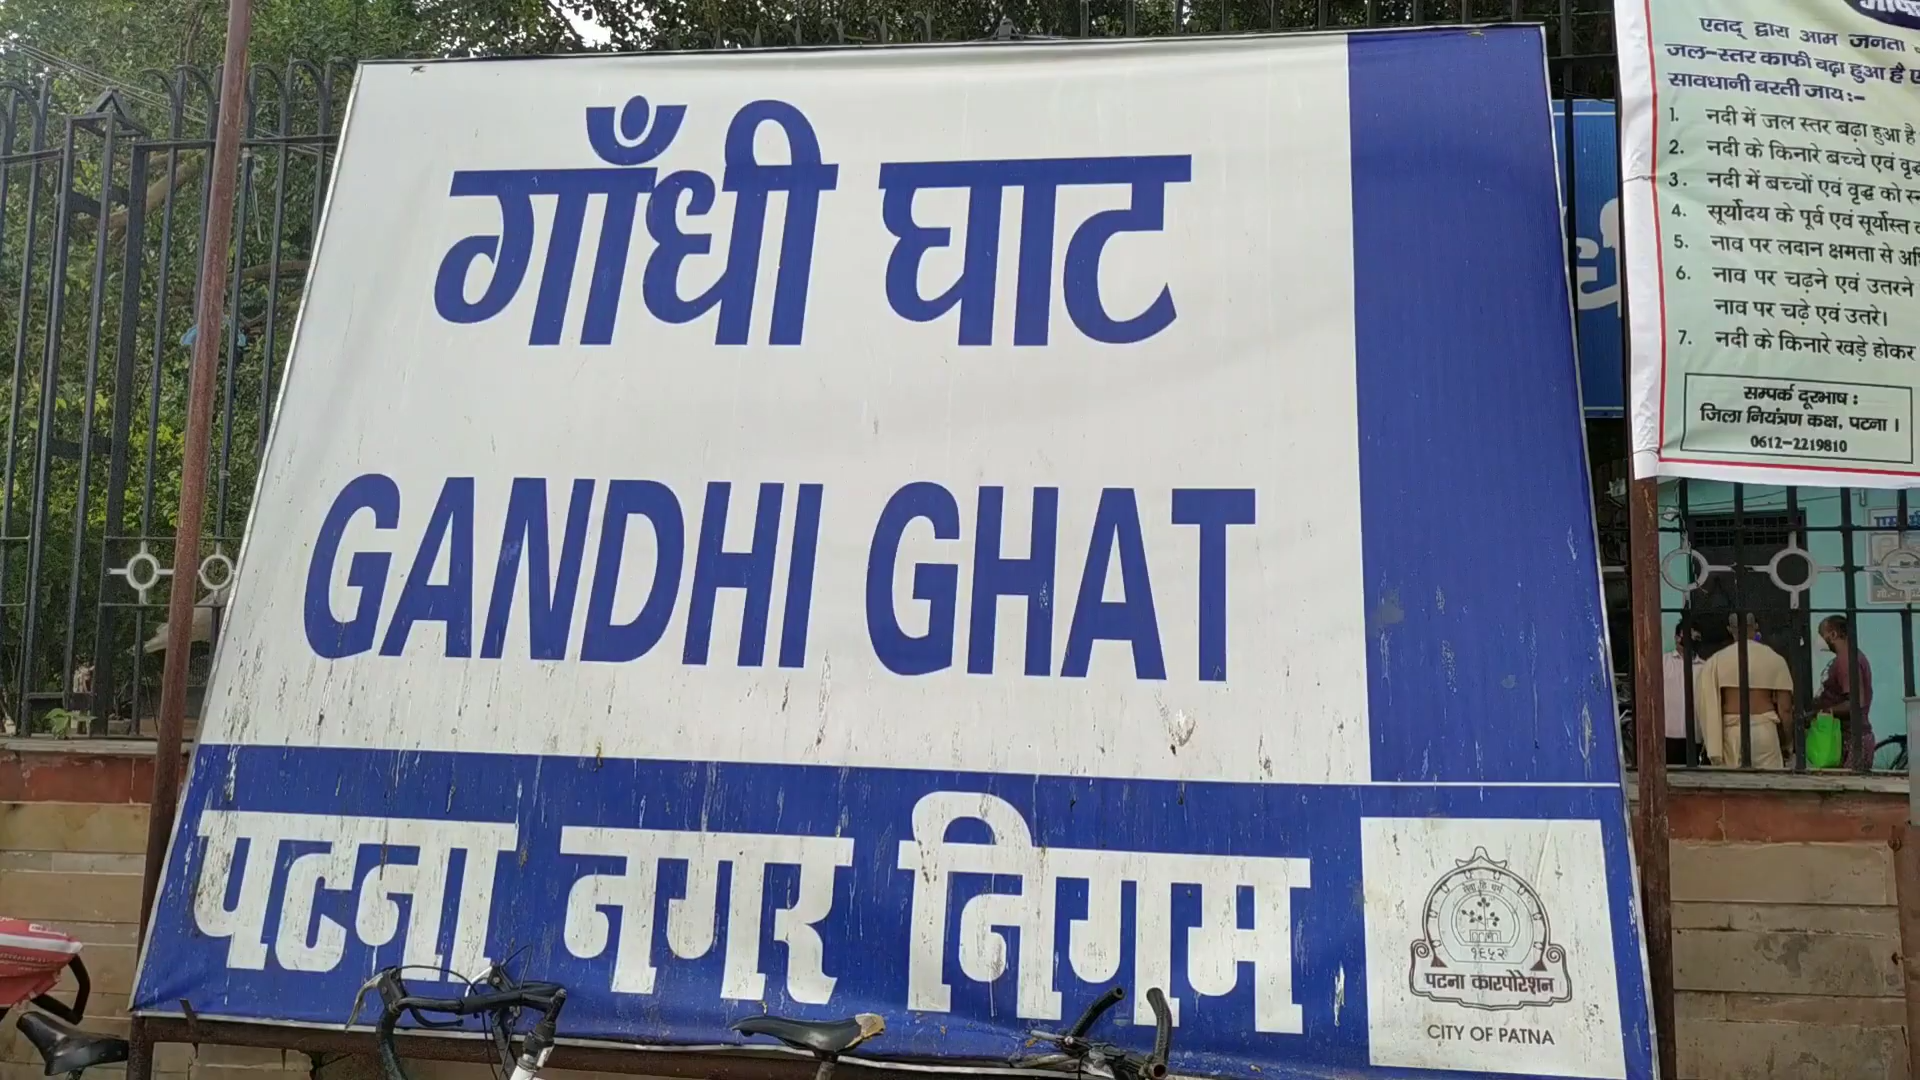 गाँधी घाट
GANDHI GHAT
पटना नगर निगम
१९५२
पटना कारपोरेशन
CITY OF PATNA
एतद् द्वारा आम जनता
जल-स्तर काफी बढ़ा हुआ है
सावधानी बरती जाय:-
1. नदी में जल स्तर बढ़ा हुआ है
2. नदी के किनारे बच्चे एवं
3. नदी में बच्चों एवं वृद्ध को
4. सूर्योदय के पूर्व एवं सूर्योस्त
5. नाव पर लदान क्षमता से
6. नाव पर चढ़ने एवं उतरने
नाव पर चढ़े एवं उतरे।
7. नदी के किनारे खड़े होकर
सम्पर्क दूरभाष :
जिला नियंत्रण कक्ष, पटना ।
0612-2219810